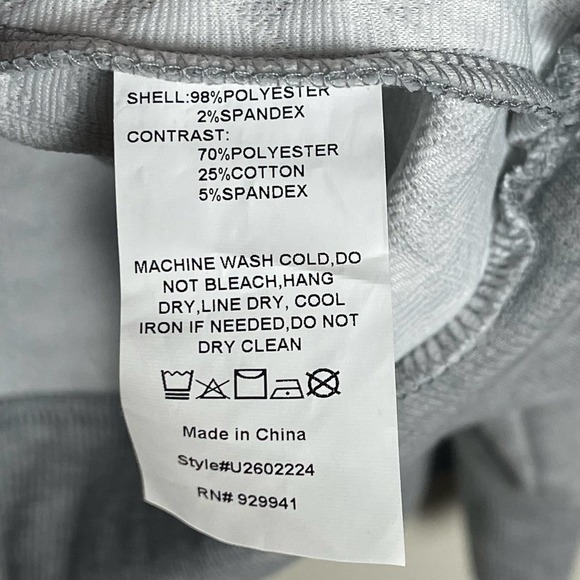 SHELL:98%POLYESTER
2%SPANDEX
CONTRAST:
70%POLYESTER
25%COTTON
5%SPANDEX
MACHINE WASH COLD,DO
NOT BLEACH,HANG
DRY,LINE DRY, COOL
IRON IF NEEDED,DO NOT
DRY CLEAN
Made in China
Style#U2602224
RN# 929941